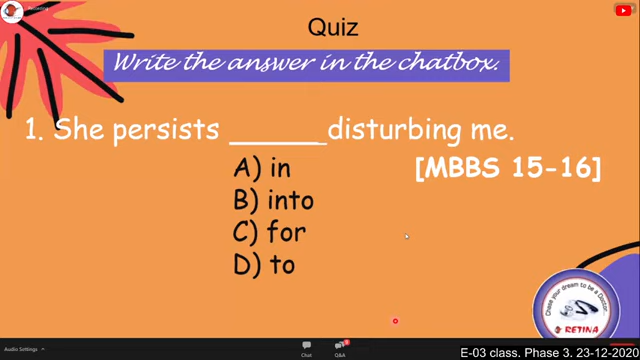 Recording
Quiz
Write the answer in the chatbox.
1. She persists ______ disturbing me.
A) in
[MBBS 15-16]
B) into
C) for
D) to
Chase your dream to be a Doctor
RETINA
Audio Settings
Chat
Q&A
E-03 class. Phase 3. 23-12-2020